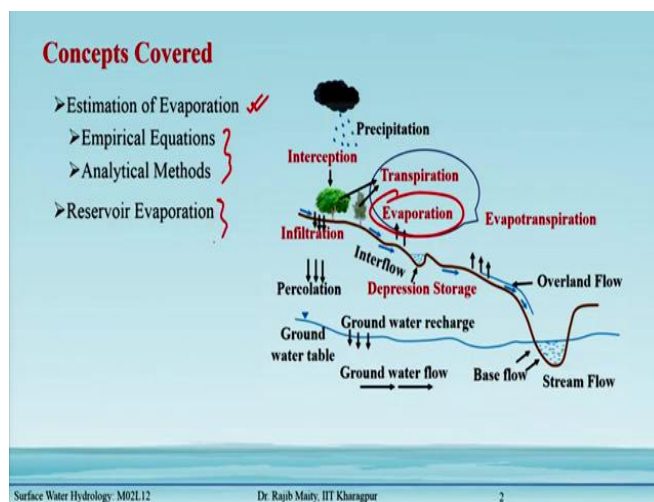 Concepts Covered
➤Estimation of Evaporation
➤Empirical Equations
➤Analytical Methods
➤Reservoir Evaporation
Precipitation
Interception
Transpiration
Evaporation
Evapotranspiration
Infiltration
Interflow
Percolation
Depression Storage
Overland Flow
Ground water table
Ground water recharge
Ground water flow
Base flow
Stream Flow
Surface Water Hydrology: M02L12
Dr. Rajib Maity, IIT Kharagpur
2